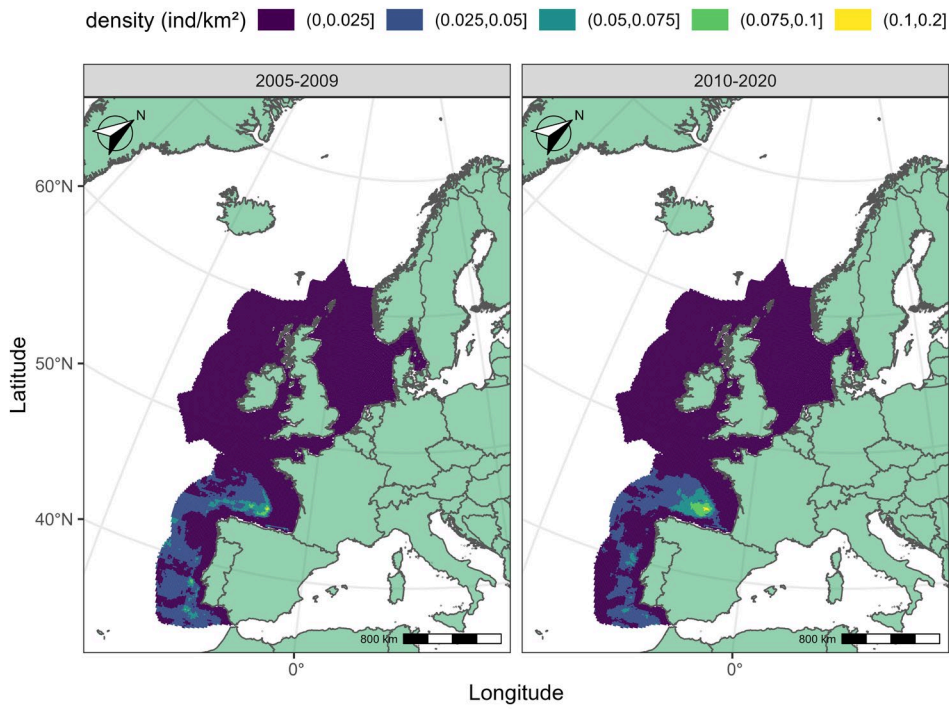 density (ind/km²) (0,0.025] (0.025,0.05] (0.05,0.075] (0.075,0.1] (0.1,0.2]
2005-2009 2010-2020
N N
60°N
50°N
40°N
Latitude
800 km 800 km
0° 0°
Longitude